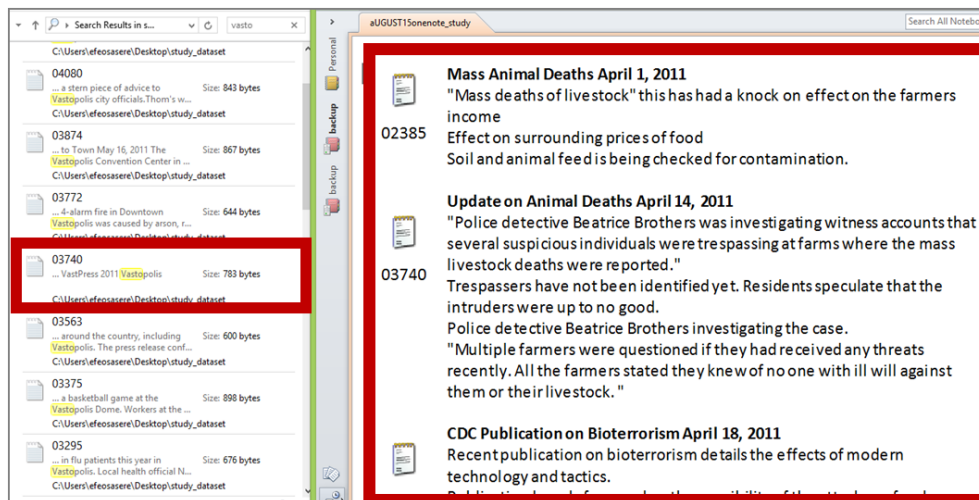 Search Results in s...
vasto
C:\Users\efeosasere\Desktop\study_dataset
04080
... a stern piece of advice to
Vastopolis city officials.Thom's w...
Size: 843 bytes
C:\Users\efeosasere\Desktop\study_dataset
03874
... to Town May 16, 2011 The
Vastopolis Convention Center in ...
Size: 867 bytes
C:\Users\efeosasere\Desktop\study_dataset
03772
... 4-alarm fire in Downtown
Vastopolis was caused by arson, r...
Size: 644 bytes
C:\Users\efeosasere\Desktop\study_dataset
03740
... VastPress 2011 Vastopolis
Size: 783 bytes
C:\Users\efeosasere\Desktop\study_dataset
03563
... around the country, including
Vastopolis. The press release conf...
Size: 600 bytes
C:\Users\efeosasere\Desktop\study_dataset
03375
... a basketball game at the
Vastopolis Dome. Workers at the ...
Size: 898 bytes
C:\Users\efeosasere\Desktop\study_dataset
03295
... in flu patients this year in
Vastopolis. Local health official N...
Size: 676 bytes
C:\Users\efeosasere\Desktop\study_dataset
Personal
backup
backup
aUGUST15onenote_study
Search All Notebo
Mass Animal Deaths April 1, 2011
"Mass deaths of livestock" this has had a knock on effect on the farmers
income
02385
Effect on surrounding prices of food
Soil and animal feed is being checked for contamination.
Update on Animal Deaths April 14, 2011
"Police detective Beatrice Brothers was investigating witness accounts that
several suspicious individuals were trespassing at farms where the mass
03740
livestock deaths were reported."
Trespassers have not been identified yet. Residents speculate that the
intruders were up to no good.
Police detective Beatrice Brothers investigating the case.
"Multiple farmers were questioned if they had received any threats
recently. All the farmers stated they knew of no one with ill will against
them or their livestock. "
CDC Publication on Bioterrorism April 18, 2011
Recent publication on bioterrorism details the effects of modern
technology and tactics.